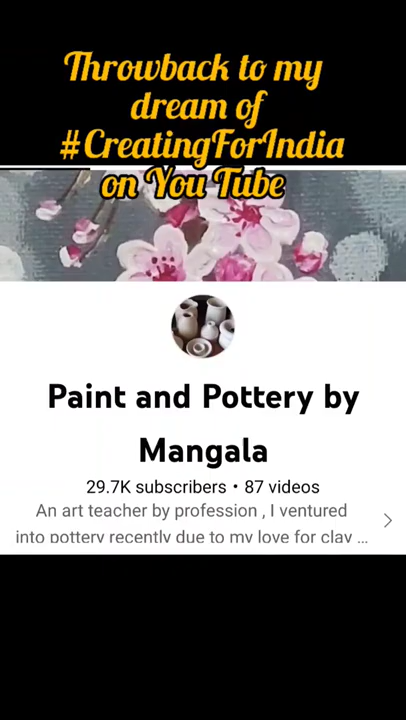 Throwback to my
dream of
#CreatingForIndia
on You Tube
Paint and Pottery by
Mangala
29.7K subscribers • 87 videos
An art teacher by profession , I ventured
into pottery recently due to my love for clay ...